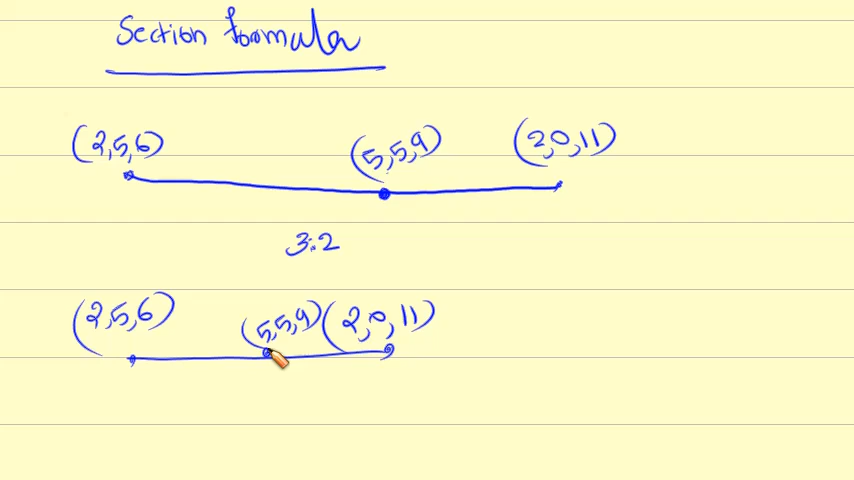 Section formula
(2,5,6) (5,5,9) (2,0,11)
3:2
(2,5,6) (5,5,9) (2,0,11)